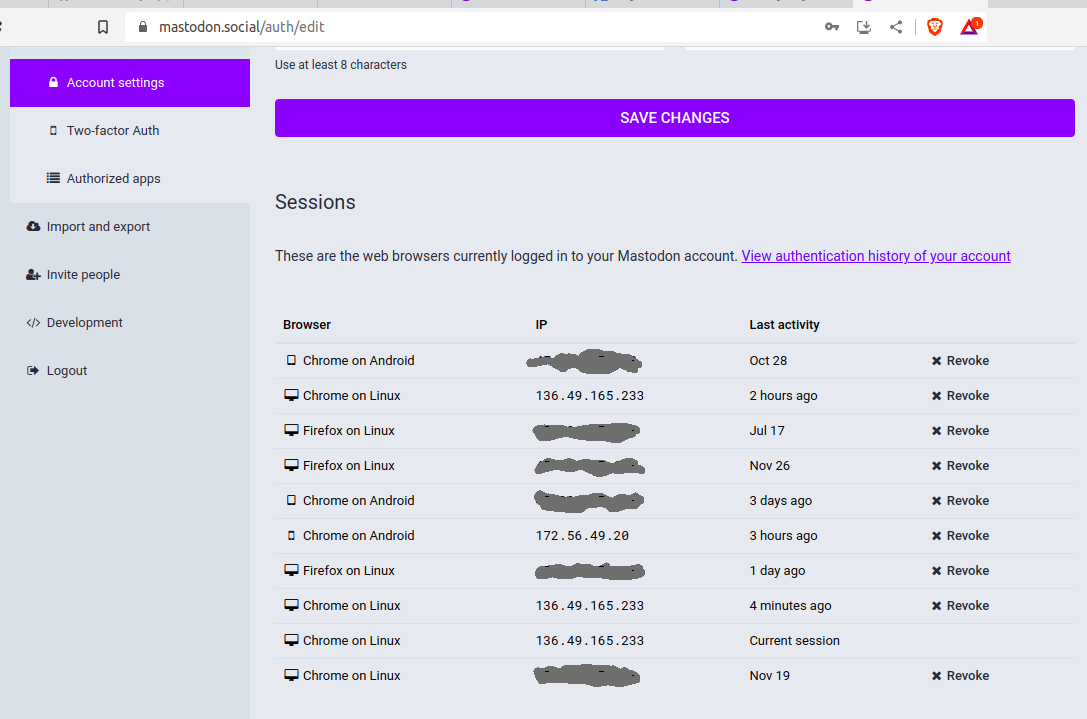 mastodon.social/auth/edit
1
Use at least 8 characters
Account settings
SAVE CHANGES
Two-factor Auth
Authorized apps
Sessions
Import and export
These are the web browsers currently logged in to your Mastodon account. View authentication history of your account
Invite people
Development
Logout
Browser IP Last activity
Chrome on Android Oct 28 Revoke
Chrome on Linux 136.49.165.233 2 hours ago Revoke
Firefox on Linux Jul 17 Revoke
Firefox on Linux Nov 26 Revoke
Chrome on Android 3 days ago Revoke
Chrome on Android 172.56.49.20 3 hours ago Revoke
Firefox on Linux 1 day ago Revoke
Chrome on Linux 136.49.165.233 4 minutes ago Revoke
Chrome on Linux 136.49.165.233 Current session
Chrome on Linux Nov 19 Revoke